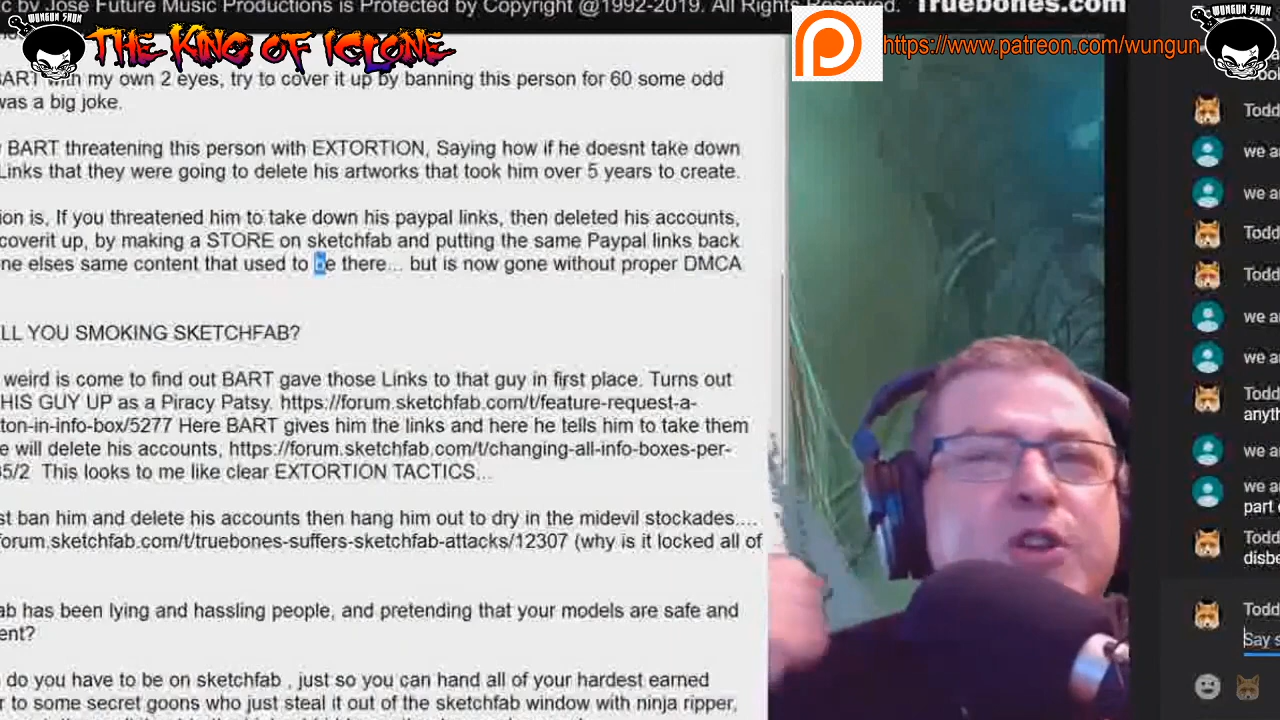 c by Jose Future Music Productions is Protected by Copyright @1992-2019. All Rights Reserved. Truebones.com
WUNGUN SHUN
THE KING OF ICLONE
https://www.patreon.com/wungun
WUNGUN SHUN
BART with my own 2 eyes, try to cover it up by banning this person for 60 some odd
was a big joke.
BART threatening this person with EXTORTION, Saying how if he doesnt take down
Links that they were going to delete his artworks that took him over 5 years to create.
ion is, If you threatened him to take down his paypal links, then deleted his accounts,
coverit up, by making a STORE on sketchfab and putting the same Paypal links back
ne elses same content that used to be there... but is now gone without proper DMCA
LL YOU SMOKING SKETCHFAB?
weird is come to find out BART gave those Links to that guy in first place. Turns out
HIS GUY UP as a Piracy Patsy. https://forum.sketchfab.com/t/feature-request-a-
ton-in-info-box/5277 Here BART gives him the links and here he tells him to take them
e will delete his accounts, https://forum.sketchfab.com/t/changing-all-info-boxes-per-
5/2 This looks to me like clear EXTORTION TACTICS...
st ban him and delete his accounts then hang him out to dry in the midevil stockades....
forum.sketchfab.com/t/truebones-suffers-sketchfab-attacks/12307 (why is it locked all of
ab has been lying and hassling people, and pretending that your models are safe and
ent?
do you have to be on sketchfab , just so you can hand all of your hardest earned
r to some secret goons who just steal it out of the sketchfab window with ninja ripper,
Todd
we a
we a
Todd
Todd
we a
we a
Todd
anyth
we a
we a
part
Todd
disbe
Todd
Say s